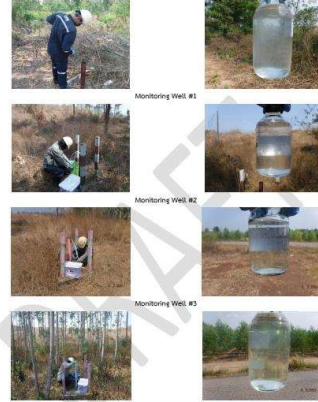 Monitoring Well #1
Monitoring Well #2
Monitoring Well #3
DRAFT